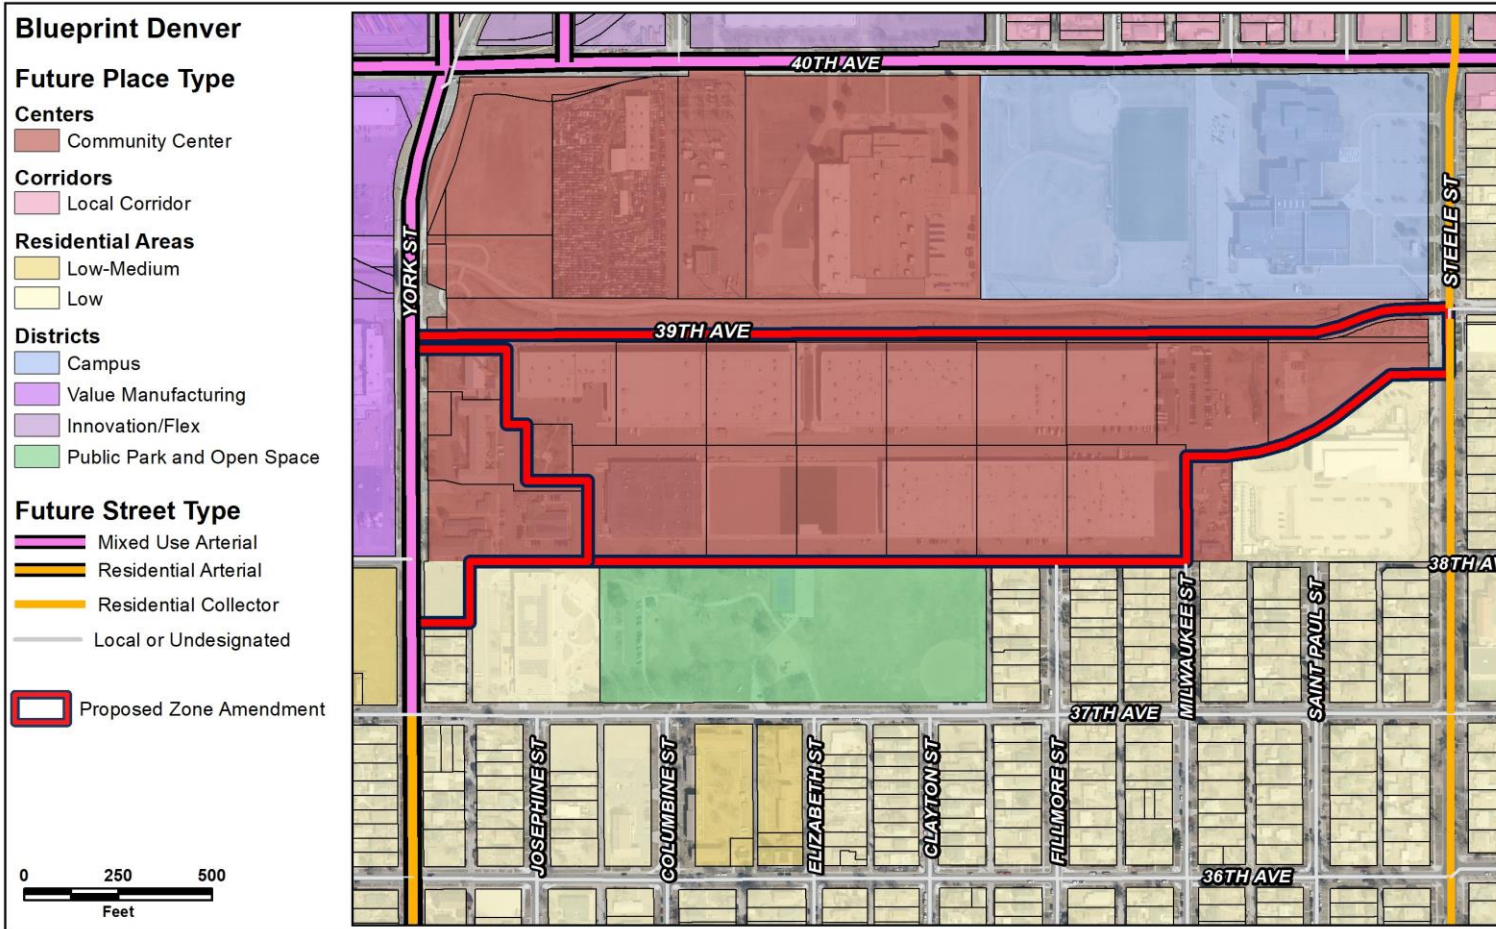 Blueprint Denver
Future Place Type
Centers
Community Center
Corridors
Local Corridor
Residential Areas
Low-Medium
Low
Districts
Campus
Value Manufacturing
Innovation/Flex
Public Park and Open Space
Future Street Type
Mixed Use Arterial
Residential Arterial
Residential Collector
Local or Undesignated
Proposed Zone Amendment
0 250 500
Feet
40TH AVE
YORK ST
STEELE ST
39TH AVE
38TH AV
MILWAUKEE ST
SAINT PAUL ST
37TH AVE
JOSEPHINE ST
COLUMBINE ST
ELIZABETH ST
CLAYTON ST
FILLMORE ST
36TH AVE